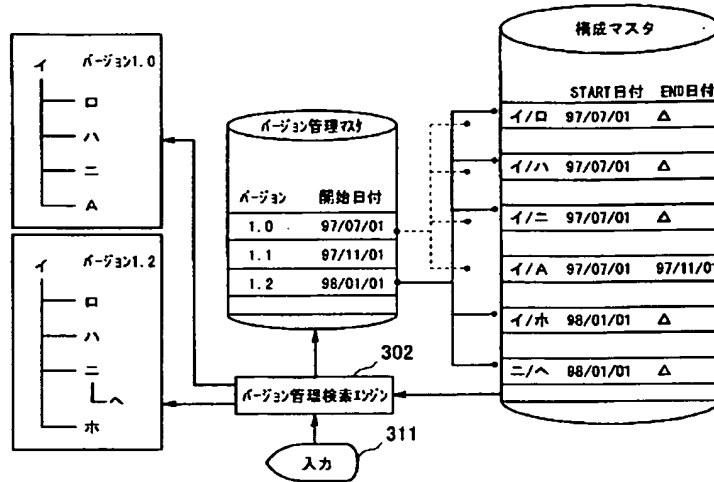 イ バージョン1.0
ロ
ハ
ニ
A
イ バージョン1.2
ロ
ハ
ニ
ヘ
ホ
バージョン管理マスタ
バージョン 開始日付
1.0 97/07/01
1.1 97/11/01
1.2 98/01/01
構成マスタ
START日付 END日付
イ/ロ 97/07/01 △
イ/ハ 97/07/01 △
イ/ニ 97/07/01 △
イ/A 97/07/01 97/11/01
イ/ホ 98/01/01 △
ニ/ヘ 98/01/01 △
302
バージョン管理検索エンジン
311
入力